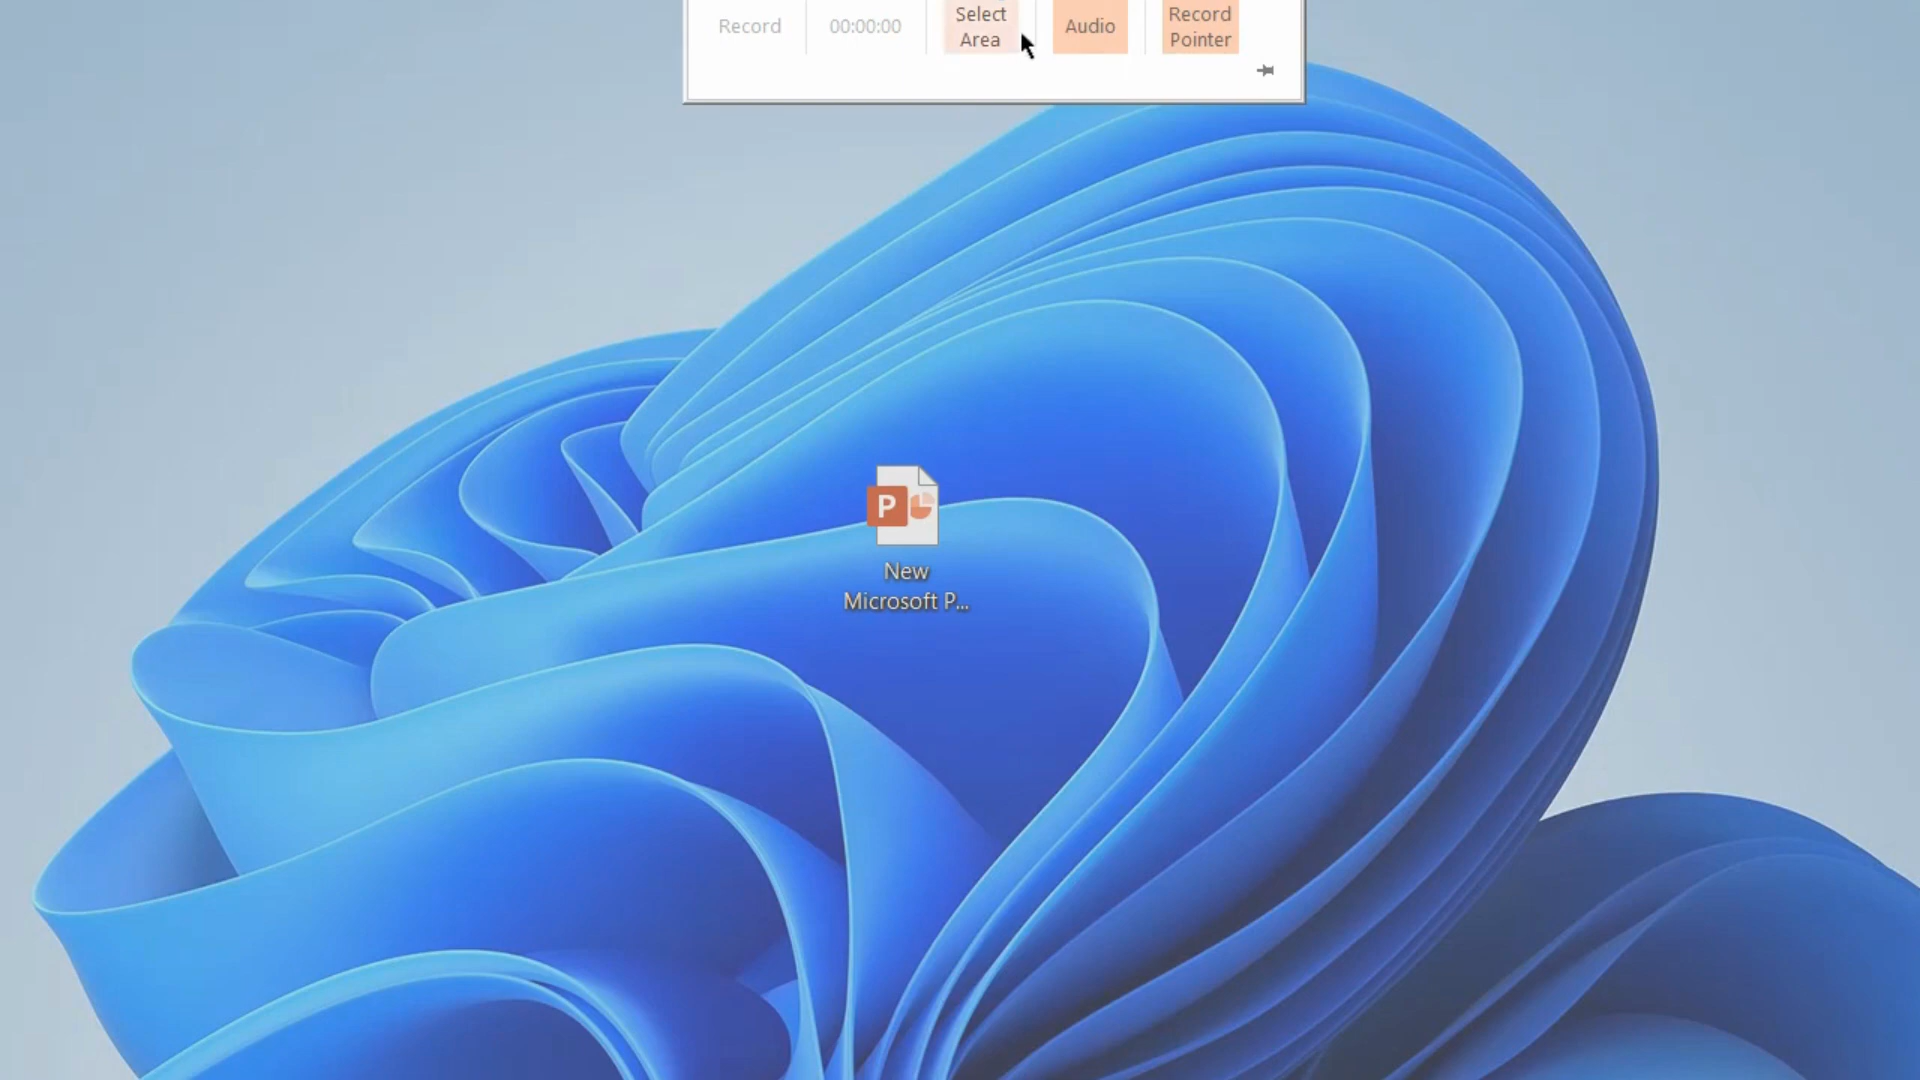 Record
00:00:00
Select
Area
Audio
Record
Pointer
P
New
Microsoft P...